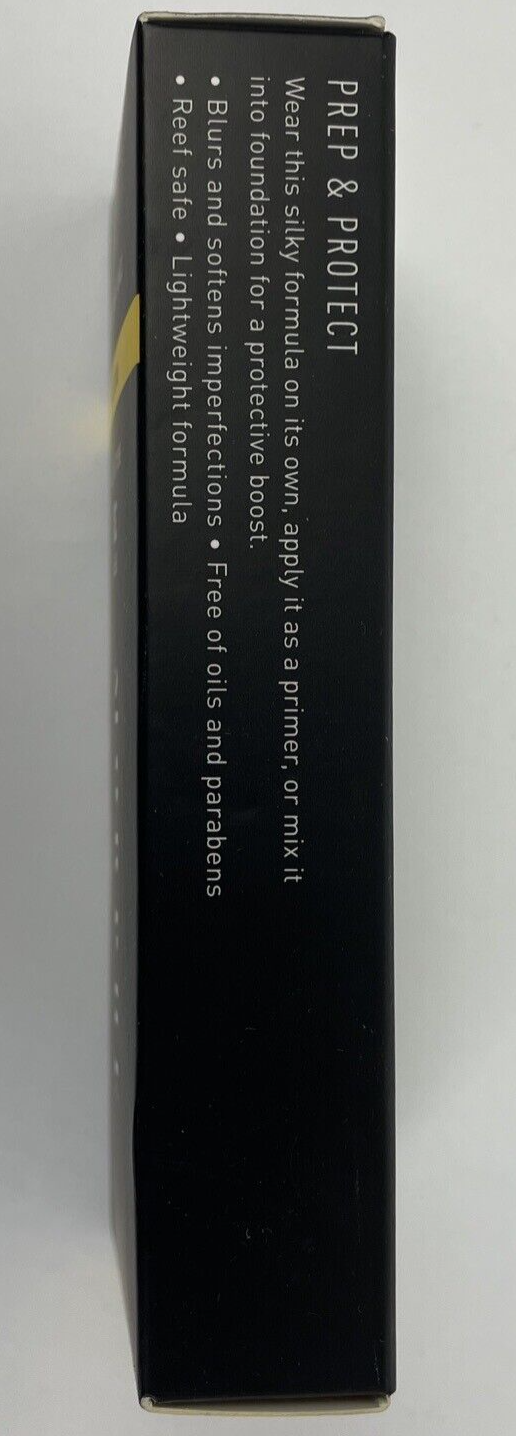 PREP & PROTECT
Wear this silky formula on its own, apply it as a primer, or mix it
into foundation for a protective boost.
• Blurs and softens imperfections • Free of oils and parabens
• Reef safe • Lightweight formula